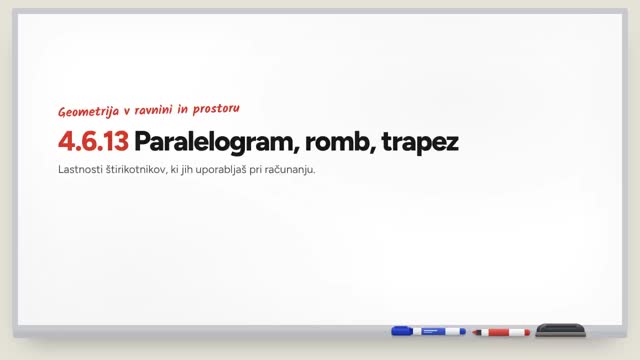 Geometrija v ravnini in prostoru
4.6.13 Paralelogram, romb, trapez
Lastnosti štirikotnikov, ki jih uporabljaš pri računanju.